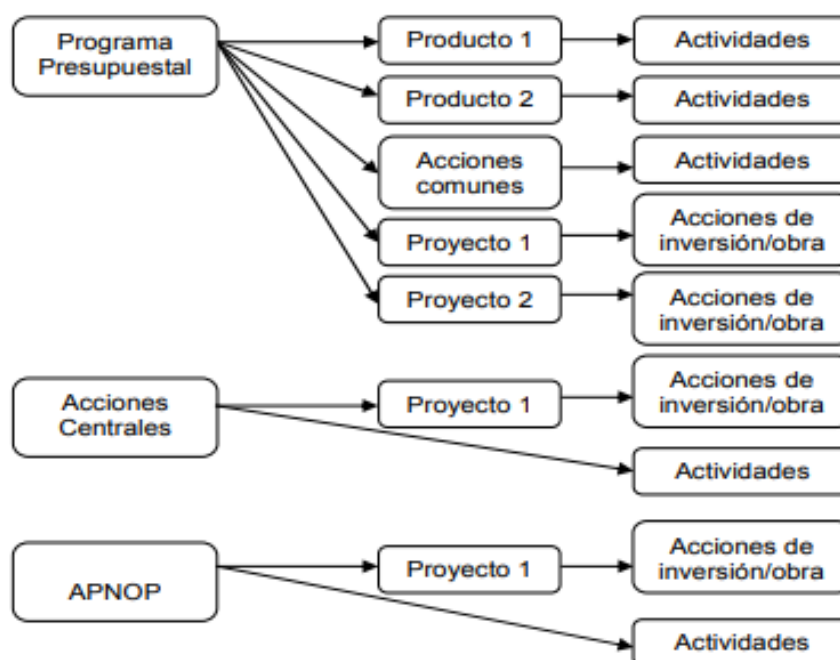 Programa
Presupuestal
Producto 1
Actividades
Producto 2
Actividades
Acciones
comunes
Actividades
Proyecto 1
Acciones de
inversión/obra
Proyecto 2
Acciones de
inversión/obra
Acciones
Centrales
Proyecto 1
Acciones de
inversión/obra
Actividades
APNOP
Proyecto 1
Acciones de
inversión/obra
Actividades